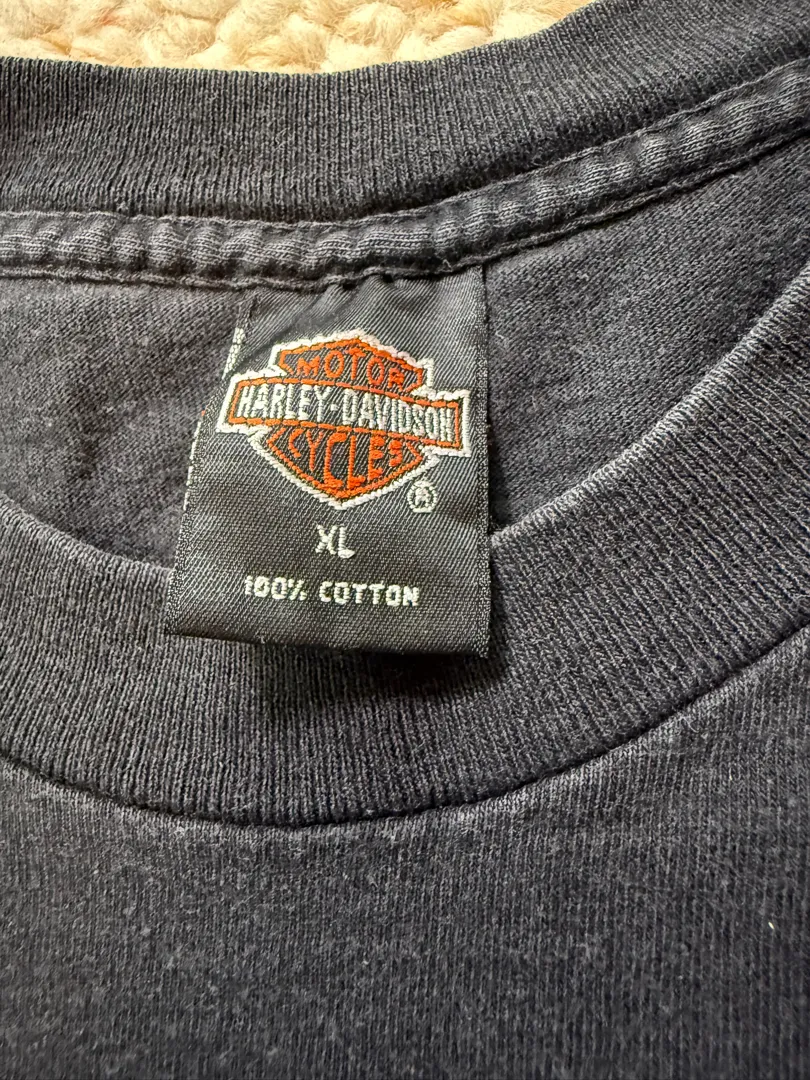 MOTOR
HARLEY-DAVIDSON
CYCLES
®
XL
100% COTTON